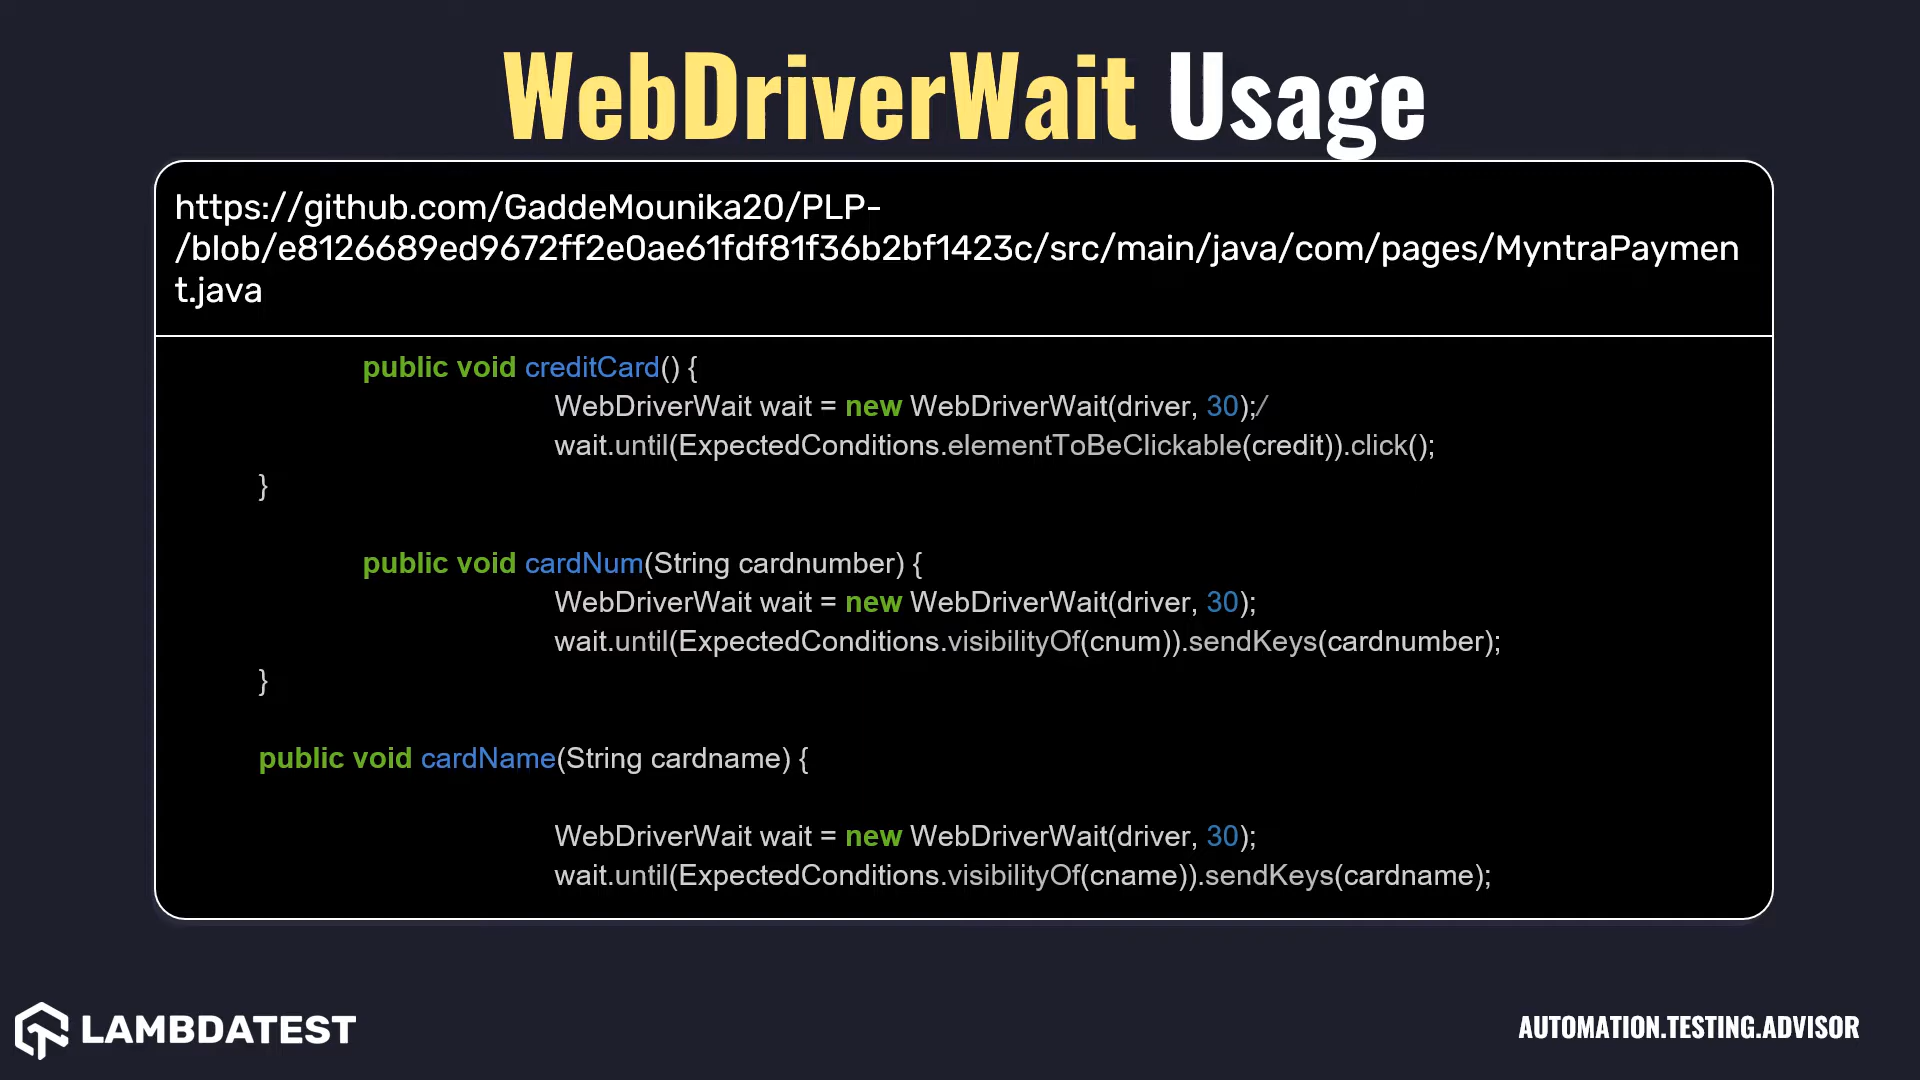 WebDriverWait Usage
https://github.com/GaddeMounika20/PLP-
/blob/e8126689ed9672ff2e0ae61fdf81f36b2bf1423c/src/main/java/com/pages/MyntraPaymen
t.java
public void creditCard() {
WebDriverWait wait = new WebDriverWait(driver, 30);/
wait.until(ExpectedConditions.elementToBeClickable(credit)).click();
}
public void cardNum(String cardnumber) {
WebDriverWait wait = new WebDriverWait(driver, 30);
wait.until(ExpectedConditions.visibilityOf(cnum)).sendKeys(cardnumber);
}
public void cardName(String cardname) {
WebDriverWait wait = new WebDriverWait(driver, 30);
wait.until(ExpectedConditions.visibilityOf(cname)).sendKeys(cardname);
LAMBDATEST
AUTOMATION.TESTING.ADVISOR